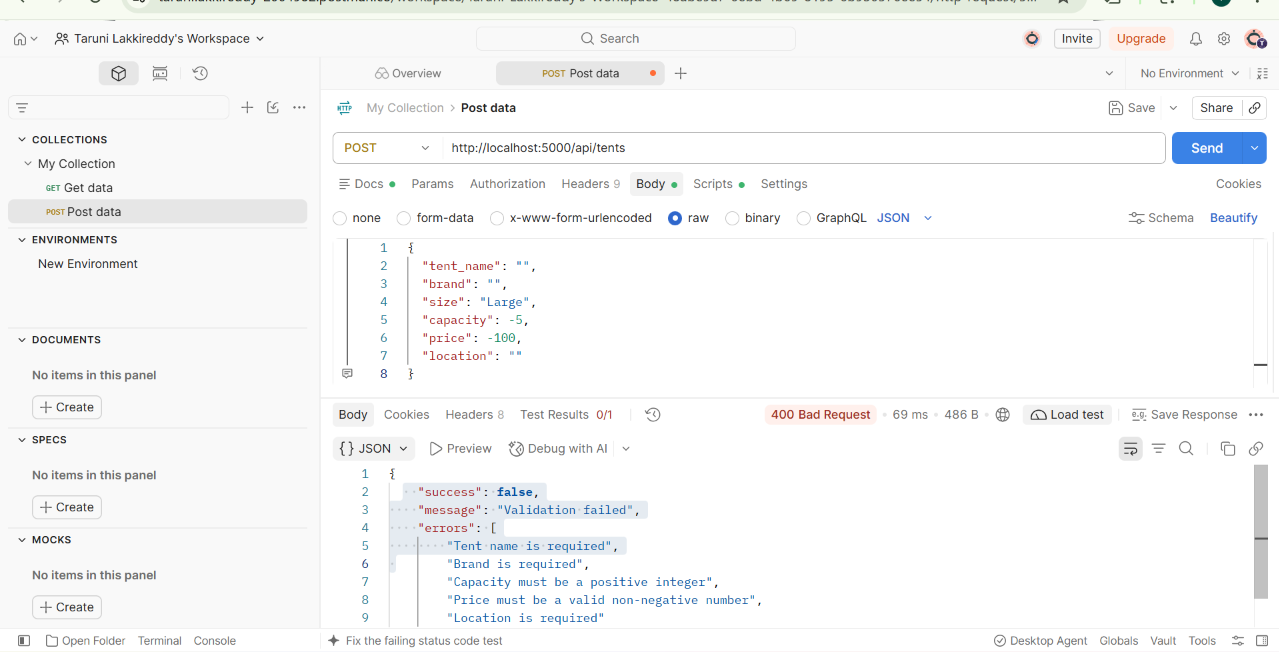 Taruni Lakkireddy's Workspace
Search
Invite
Upgrade
Overview
POST Post data
No Environment
COLLECTIONS
My Collection
GET Get data
POST Post data
ENVIRONMENTS
New Environment
DOCUMENTS
No items in this panel
Create
SPECS
No items in this panel
Create
MOCKS
No items in this panel
Create
HTTP My Collection > Post data
Save
Share
POST http://localhost:5000/api/tents
Send
Docs Params Authorization Headers 9 Body Scripts Settings Cookies
none form-data x-www-form-urlencoded raw binary GraphQL JSON Schema Beautify
1 {
2 "tent_name": "",
3 "brand": "",
4 "size": "Large",
5 "capacity": -5,
6 "price": -100,
7 "location": ""
8 }
Body Cookies Headers 8 Test Results 0/1 400 Bad Request 69 ms 486 B Load test e.g. Save Response
{} JSON Preview Debug with AI
1 {
2 "success": false,
3 "message": "Validation failed",
4 "errors": [
5 "Tent name is required",
6 "Brand is required",
7 "Capacity must be a positive integer",
8 "Price must be a valid non-negative number",
9 "Location is required"
Open Folder Terminal Console Fix the failing status code test Desktop Agent Globals Vault Tools